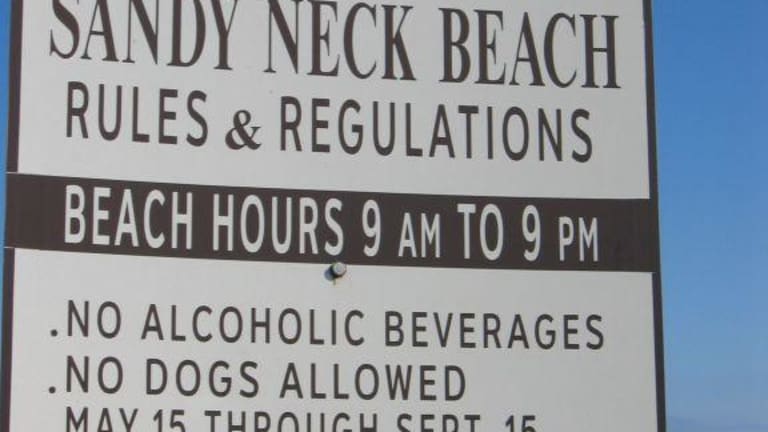 SANDY NECK BEACH
RULES & REGULATIONS
BEACH HOURS 9 AM TO 9 PM
.NO ALCOHOLIC BEVERAGES
.NO DOGS ALLOWED
MAY 15 THROUGH SEPT. 15